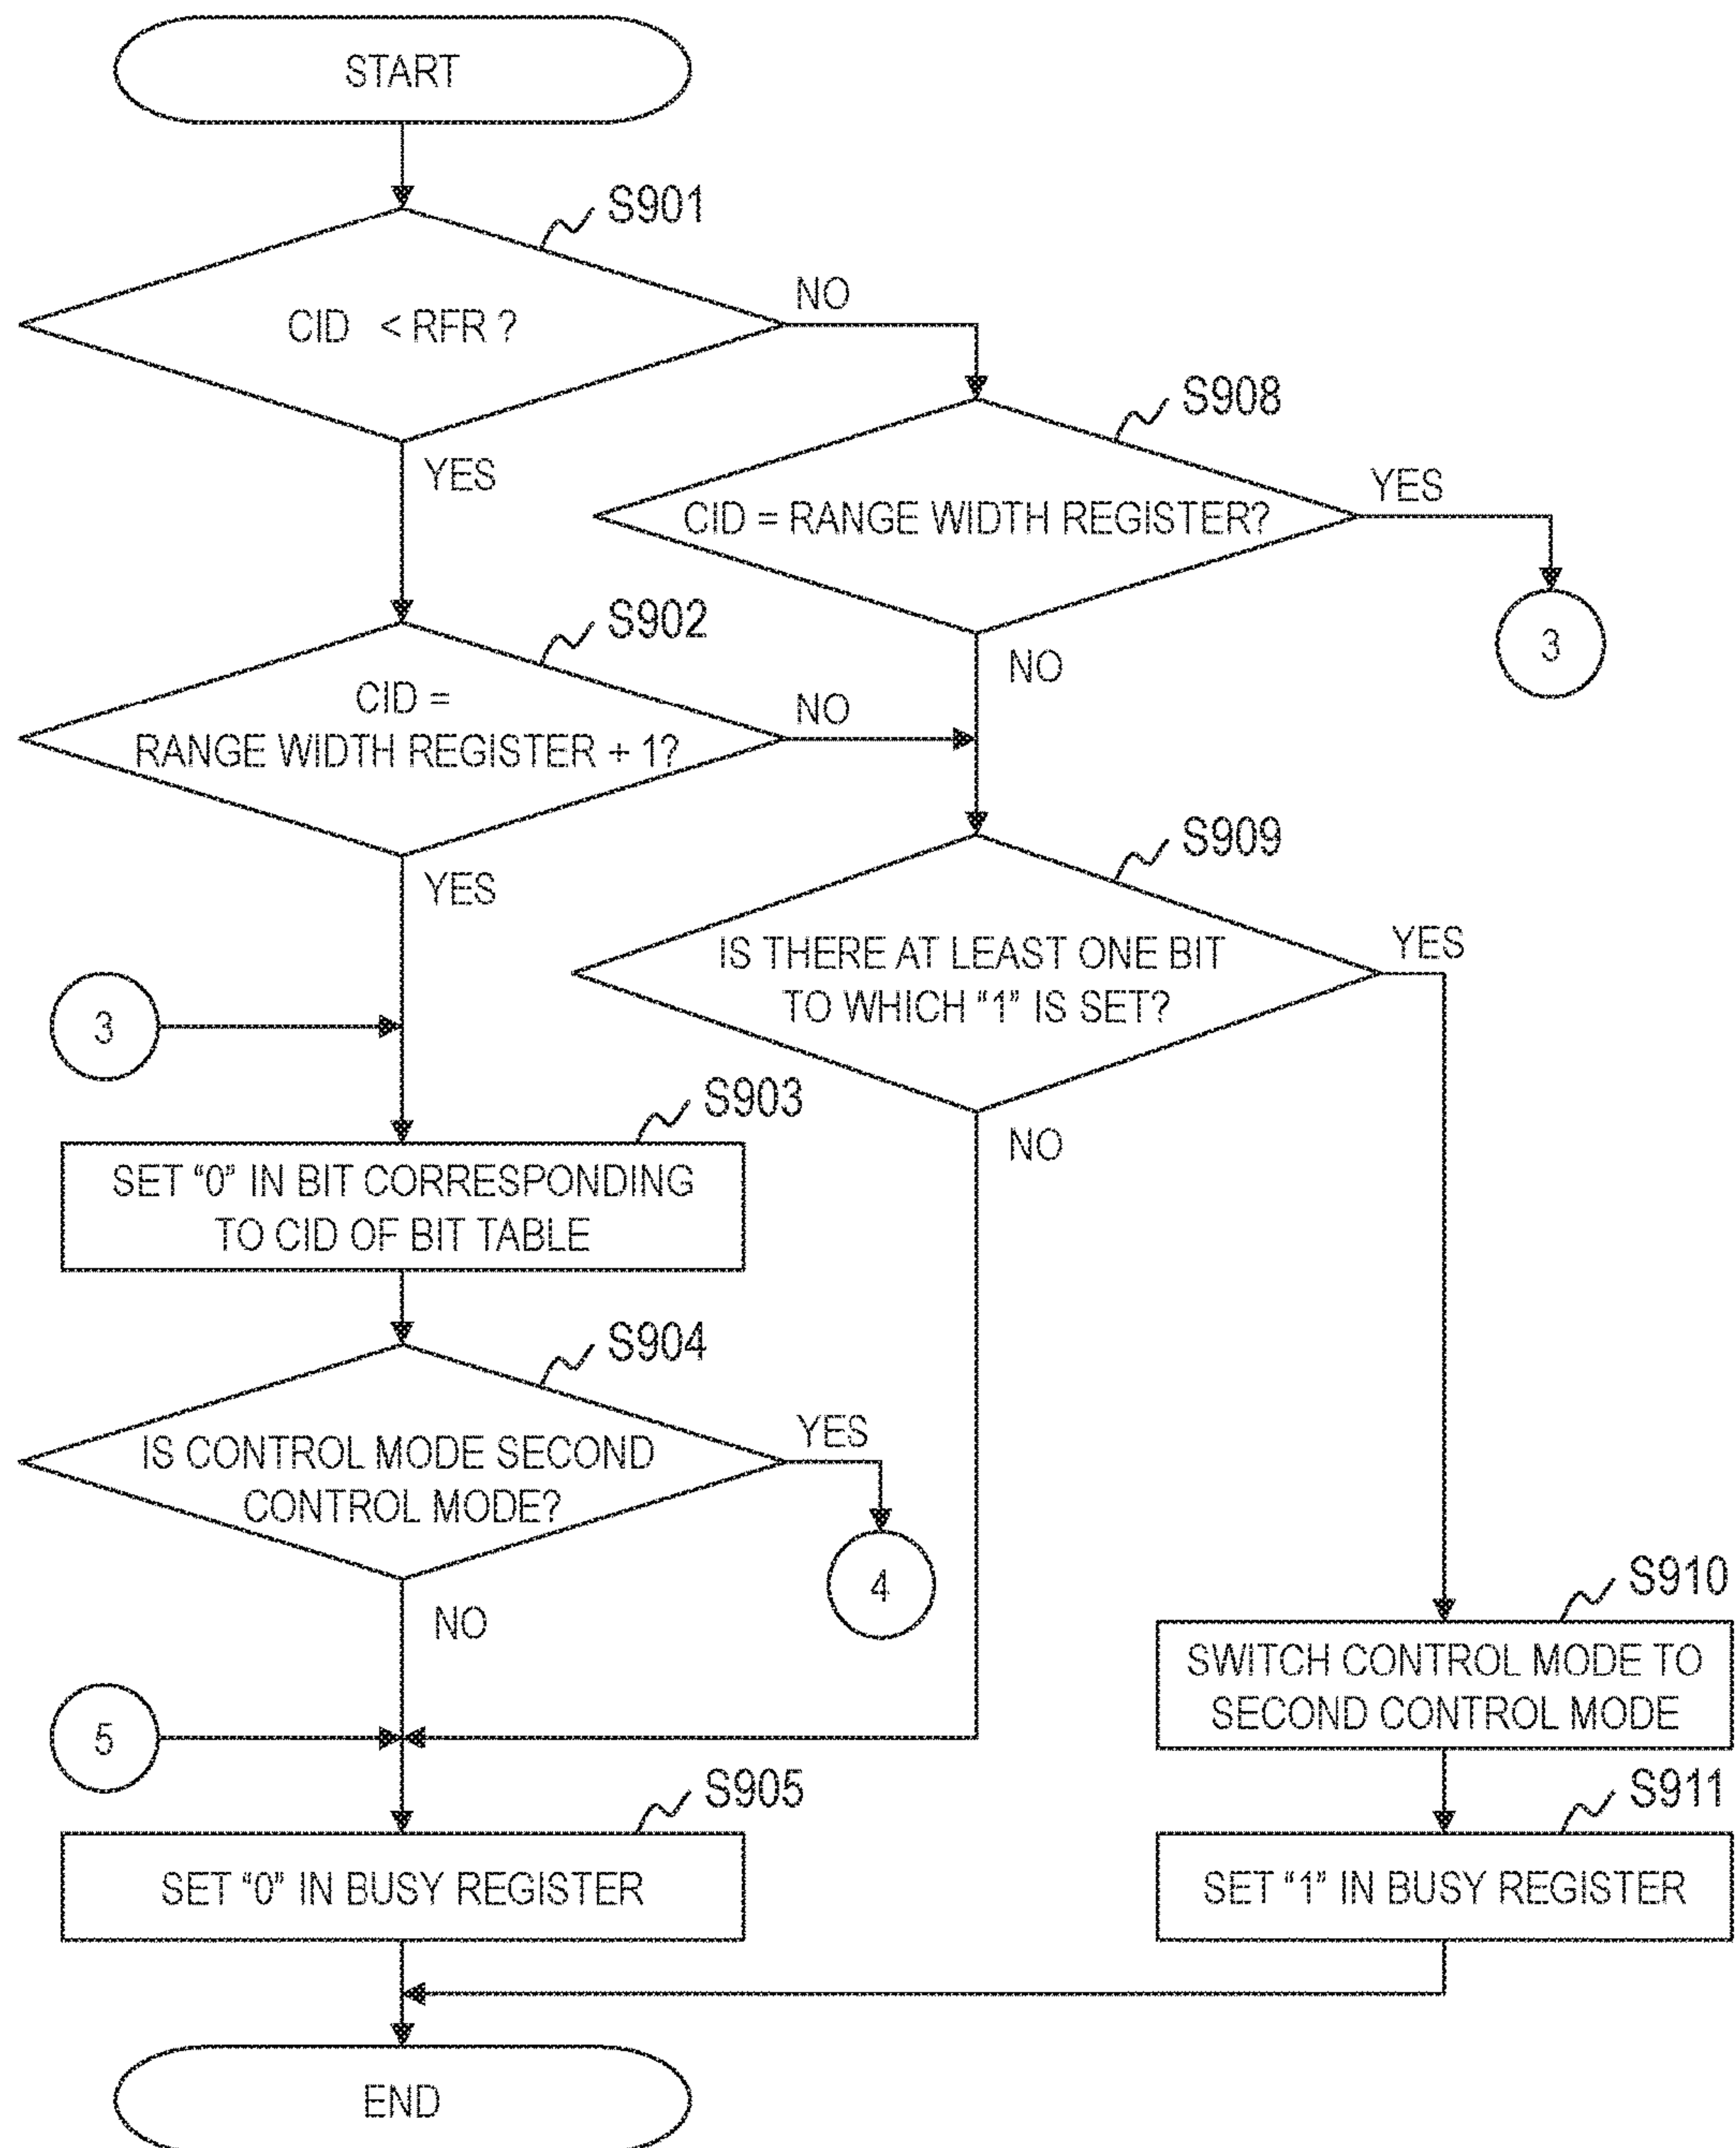 START
S901
CID < RFR ?
NO
YES
S908
CID = RANGE WIDTH REGISTER?
YES
3
NO
S902
CID =
RANGE WIDTH REGISTER + 1?
NO
YES
S909
IS THERE AT LEAST ONE BIT
TO WHICH “1” IS SET?
YES
NO
3
S903
SET “0” IN BIT CORRESPONDING
TO CID OF BIT TABLE
S904
IS CONTROL MODE SECOND
CONTROL MODE?
YES
4
NO
S910
SWITCH CONTROL MODE TO
SECOND CONTROL MODE
5
S905
SET “0” IN BUSY REGISTER
S911
SET “1” IN BUSY REGISTER
END